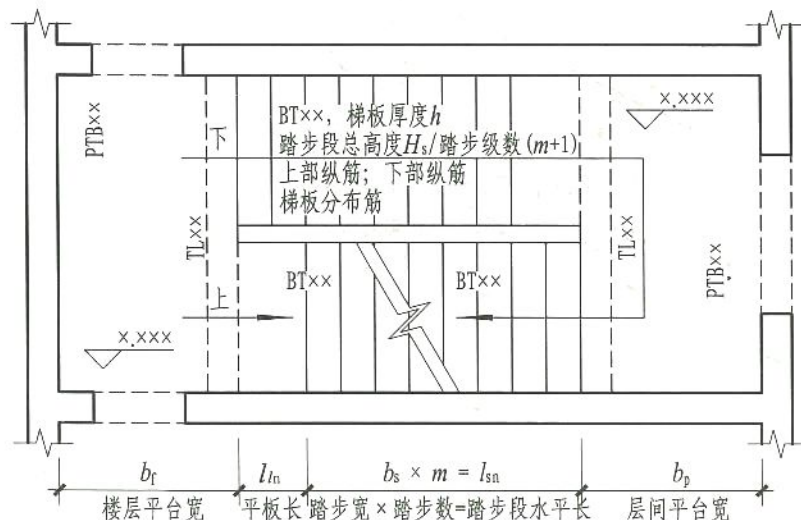 PTB××
下
BT××，梯板厚度h
踏步段总高度Hs/踏步级数(m+1)
上部纵筋；下部纵筋
梯板分布筋
×.×××
TL××
TL××
BT××
BT××
PTB××
上
×.×××
bf
lln
bs × m = lsn
bp
楼层平台宽
平板长
踏步宽×踏步数=踏步段水平长
层间平台宽